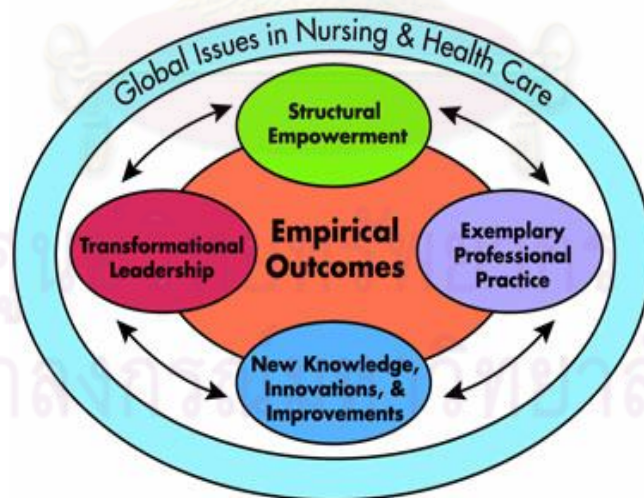 Global Issues in Nursing & Health Care
Structural
Empowerment
Transformational
Leadership
Empirical
Outcomes
Exemplary
Professional
Practice
New Knowledge,
Innovations, &
Improvements